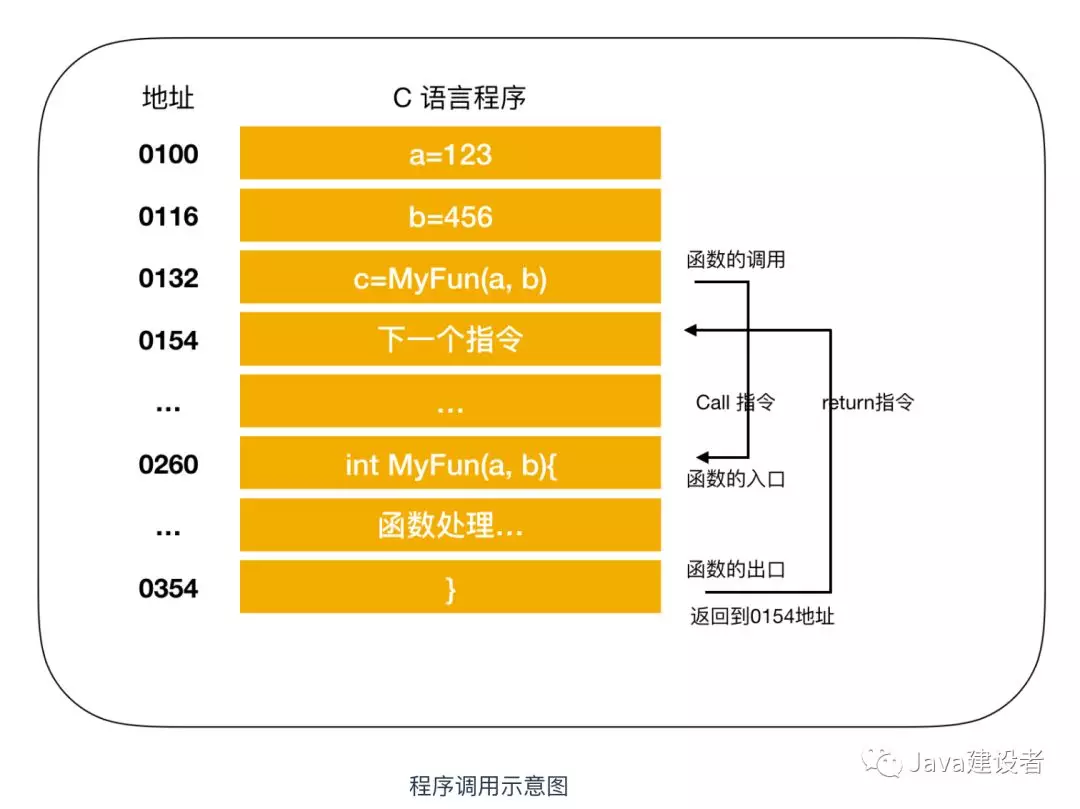 地址 C 语言程序
0100 a=123
0116 b=456
函数的调用
0132 c=MyFun(a, b)
0154 下一个指令
... ...
Call 指令 return指令
0260 int MyFun(a, b){
函数的入口
... 函数处理...
函数的出口
0354 }
返回到0154地址
Java建设者
程序调用示意图